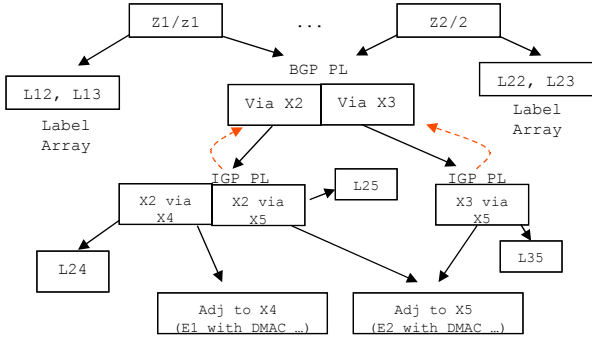 Z1/z1
...
Z2/2
BGP PL
L12, L13
L22, L23
Via X2
Via X3
Label
Array
Label
Array
IGP PL
L25
IGP PL
X2 via
X4
X2 via
X5
X3 via
X5
L24
L35
Adj to X4
(E1 with DMAC …)
Adj to X5
(E2 with DMAC …)